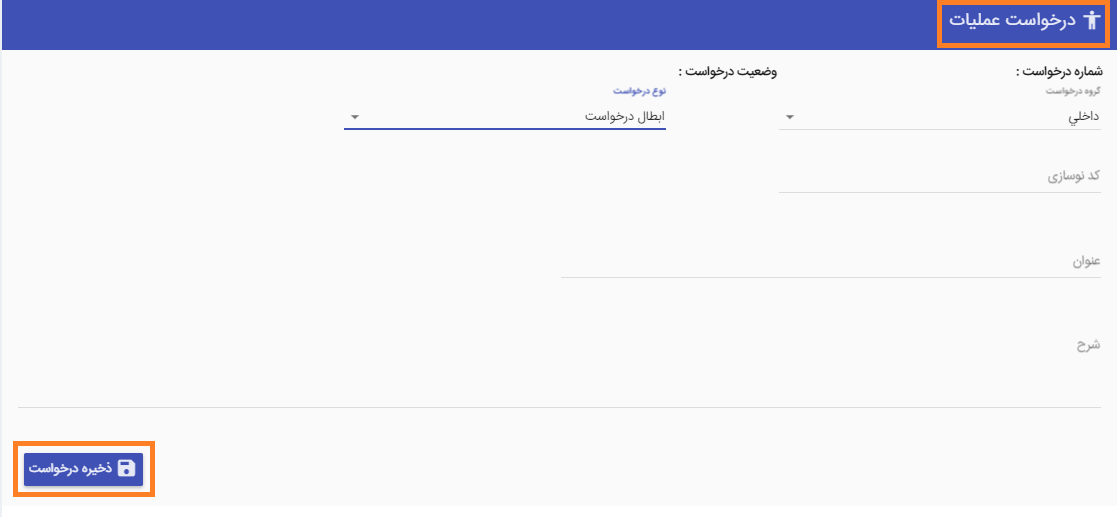 درخواست عملیات
شماره درخواست :
وضعیت درخواست :
گروه درخواست
نوع درخواست
داخلي
ابطال درخواست
کد نوسازی
عنوان
شرح
ذخیره درخواست